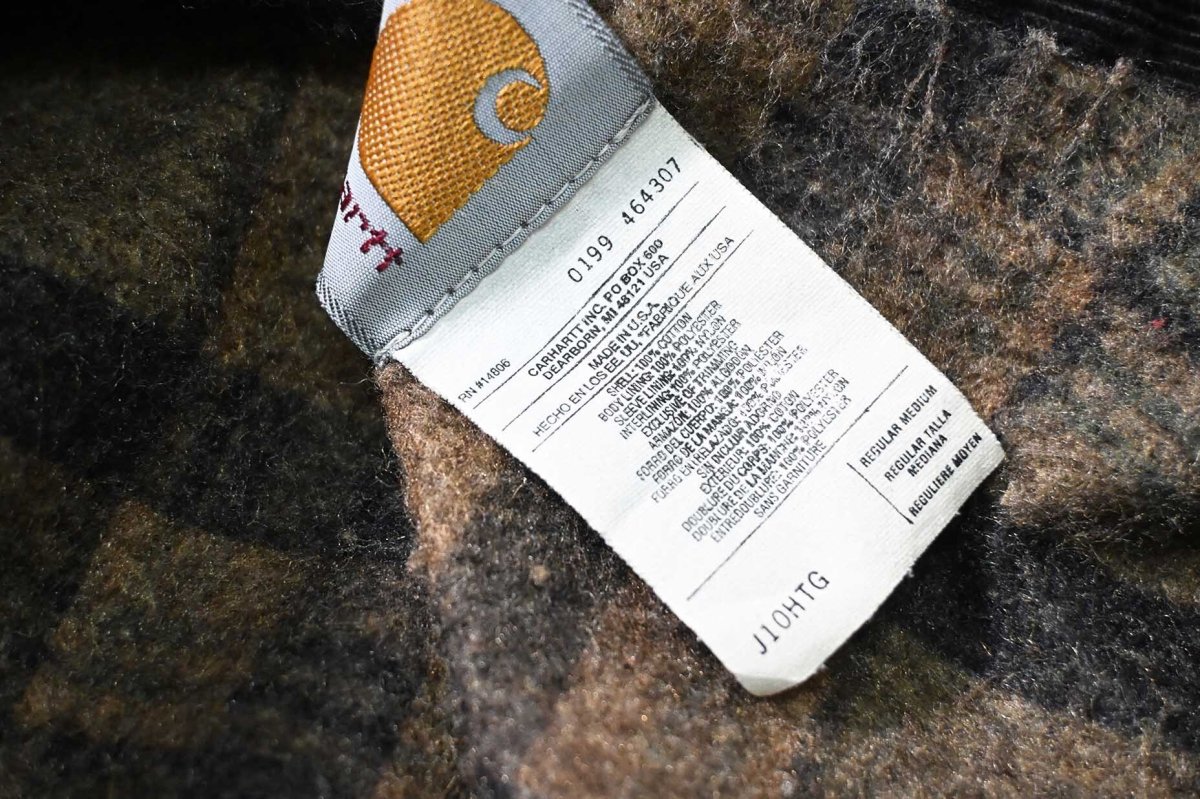 arhartt
0199 464307
RN #14806
CARHARTT INC. PO BOX 600
DEARBORN, MI 48121 USA
MADE IN U.S.A.
HECHO EN LOS EE.UU., *FABRIQUE AUX USA
SHELL: 100% COTTON
BODY LINING: 100% POLYESTER
SLEEVE LINING: 100% NYLON
INTERLINING: 100% POLYESTER
EXCLUSIVE OF TRIMMING
ARMAZÓN: 100% ALGODON
FORRO DEL CUERPO: 100% POLIESTER
FORRO DE LA MANGA: 100%
SIN INCLUIR ADORNO
EXTERIEUR: 100% COTON
DOUBLURE DU CORPS: 100% POLYESTER
DOUBLURE DE LA 100% NYLON
ENTREDOUBLURE: 100% POLYESTER
SANS GARNITURE
REGULAR MEDIUM
REGULAR TALLA
MEDIANA
REGULIERE MOYEN
J10HTG